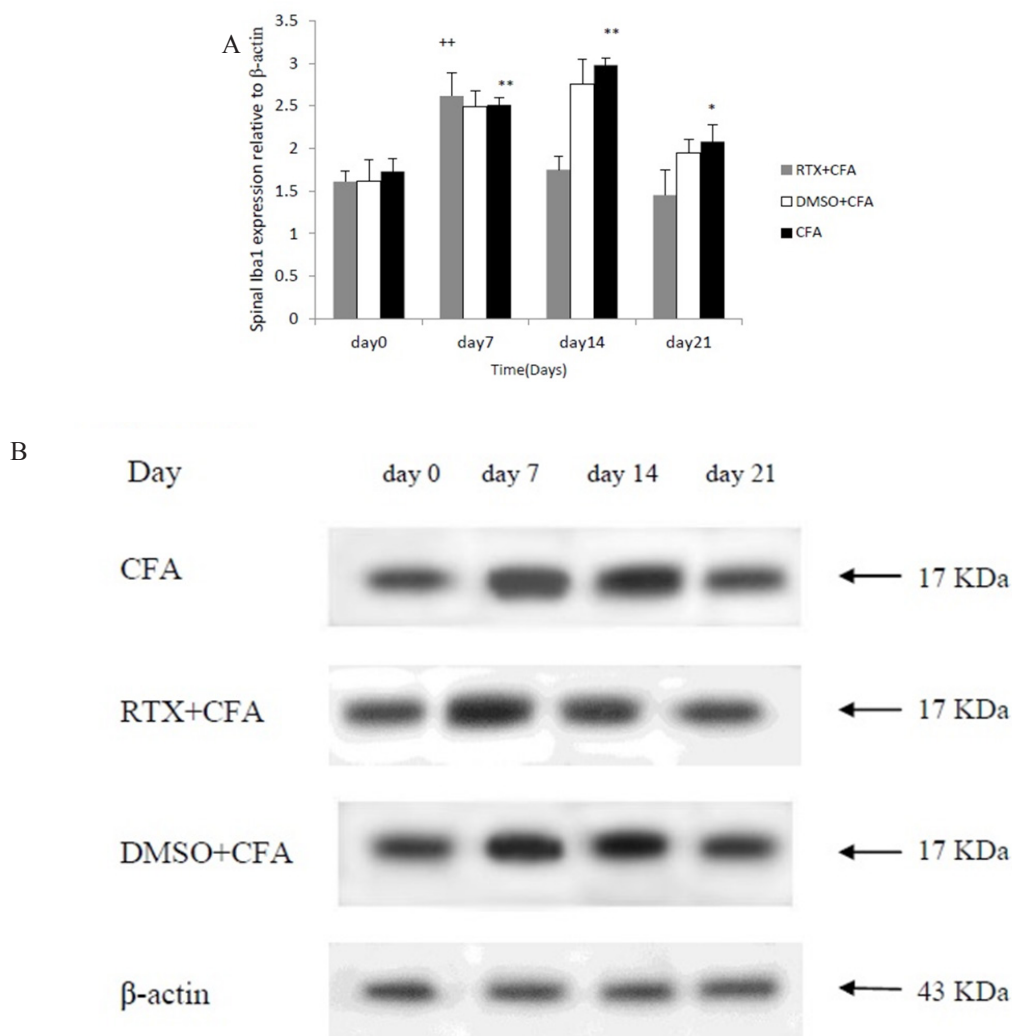 A
Spinal Iba1 expression relative to β-actin
3.5
3
2.5
2
1.5
1
0.5
0
++
**
**
*
day0 day7 day14 day21
Time(Days)
RTX+CFA
DMSO+CFA
CFA
B
Day day 0 day 7 day 14 day 21
CFA 17 KDa
RTX+CFA 17 KDa
DMSO+CFA 17 KDa
β-actin 43 KDa